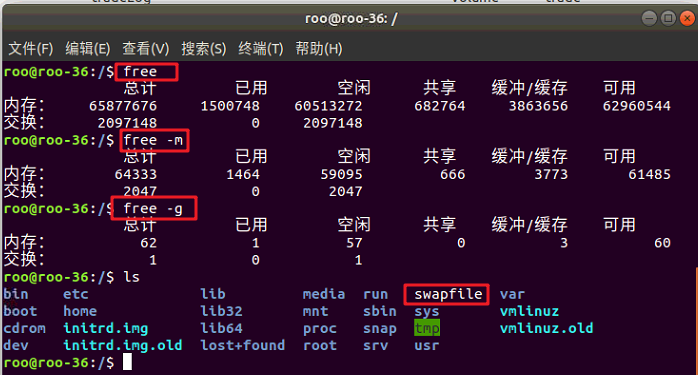 roo@roo-36: /
文件(F) 编辑(E) 查看(V) 搜索(S) 终端(T) 帮助(H)
roo@roo-36:/$ free
总计 已用 空闲 共享 缓冲/缓存 可用
内存: 65877676 1500748 60513272 682764 3863656 62960544
交换: 2097148 0 2097148
roo@roo-36:/$ free -m
总计 已用 空闲 共享 缓冲/缓存 可用
内存: 64333 1464 59095 666 3773 61485
交换: 2047 0 2047
roo@roo-36:/$ free -g
总计 已用 空闲 共享 缓冲/缓存 可用
内存: 62 1 57 0 3 60
交换: 1 0 1
roo@roo-36:/$ ls
bin etc lib media run swapfile var
boot home lib32 mnt sbin sys vmlinuz
cdrom initrd.img lib64 proc snap tmp vmlinuz.old
dev initrd.img.old lost+found root srv usr
roo@roo-36:/$